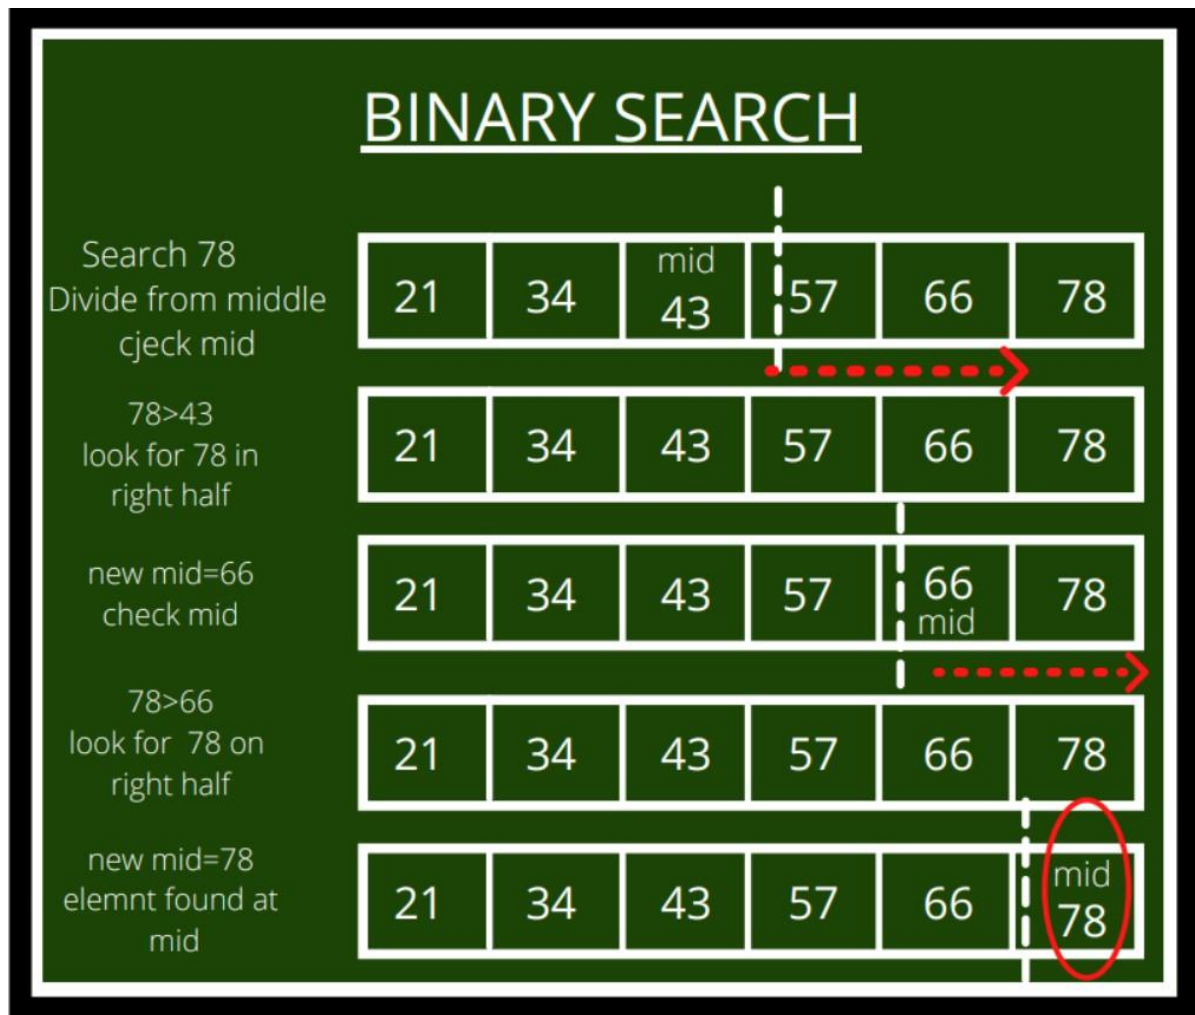 BINARY SEARCH
Search 78
Divide from middle
cjeck mid
21 34 mid 43 57 66 78
78>43
look for 78 in
right half
21 34 43 57 66 78
new mid=66
check mid
21 34 43 57 66 mid 78
78>66
look for 78 on
right half
21 34 43 57 66 78
new mid=78
elemnt found at
mid
21 34 43 57 66 mid 78